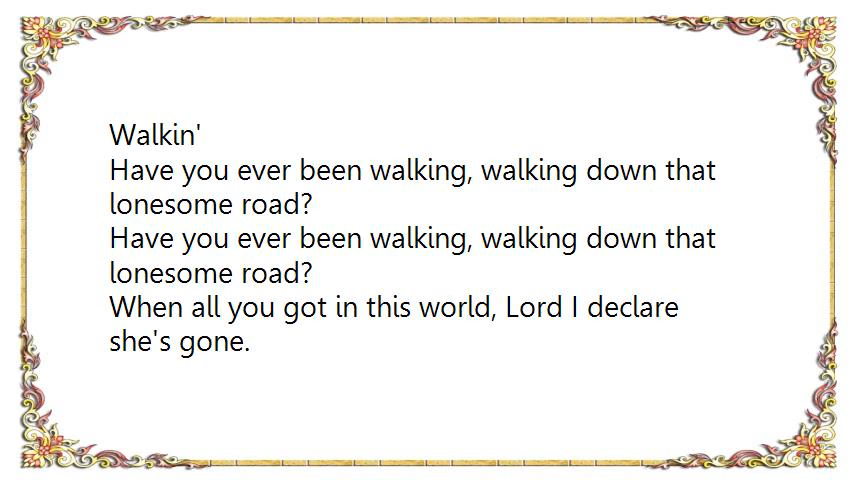 Walkin'
Have you ever been walking, walking down that
lonesome road?
Have you ever been walking, walking down that
lonesome road?
When all you got in this world, Lord I declare
she's gone.